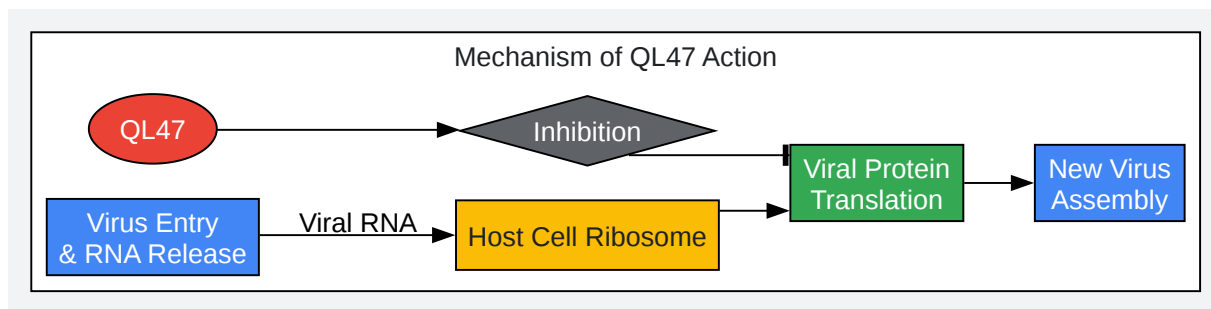 Mechanism of QL47 Action
QL47
Inhibition
Viral Protein
Translation
New Virus
Assembly
Virus Entry
& RNA Release
Viral RNA
Host Cell Ribosome